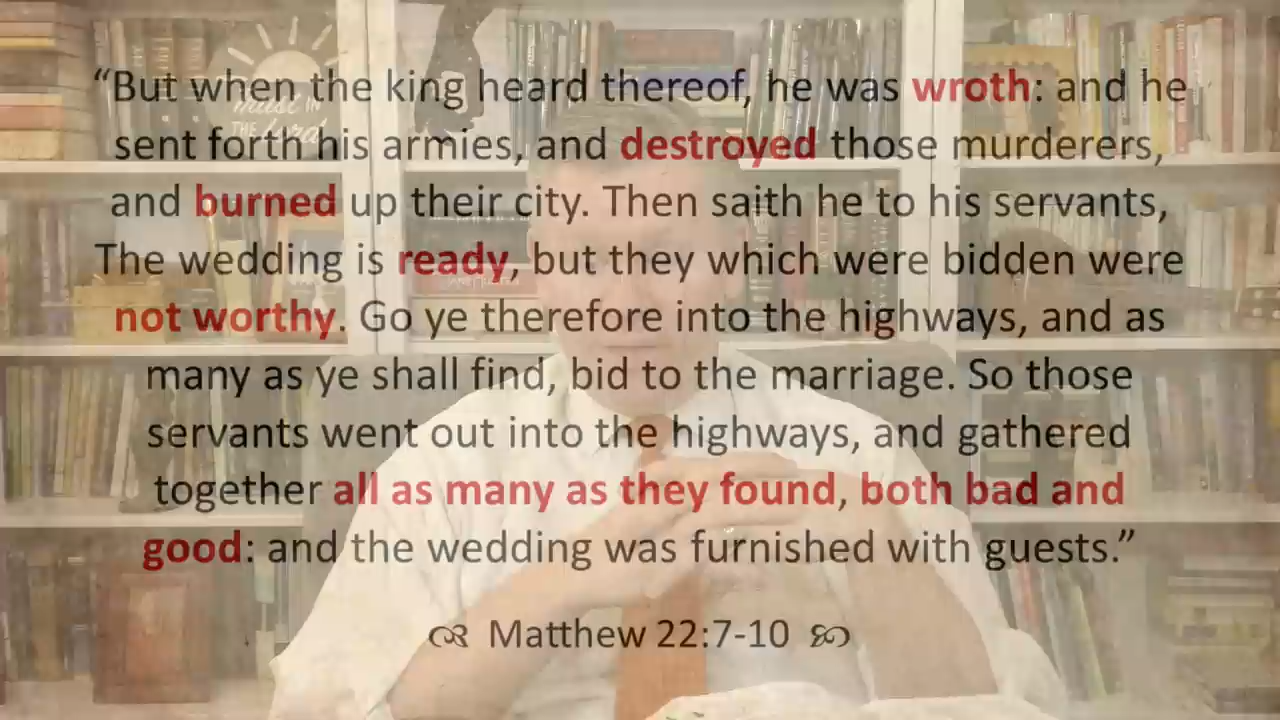 “But when the king heard thereof, he was wroth: and he
sent forth his armies, and destroyed those murderers,
and burned up their city. Then saith he to his servants,
The wedding is ready, but they which were bidden were
not worthy. Go ye therefore into the highways, and as
many as ye shall find, bid to the marriage. So those
servants went out into the highways, and gathered
together all as many as they found, both bad and
good: and the wedding was furnished with guests.”
Matthew 22:7-10
IN
THE Lord